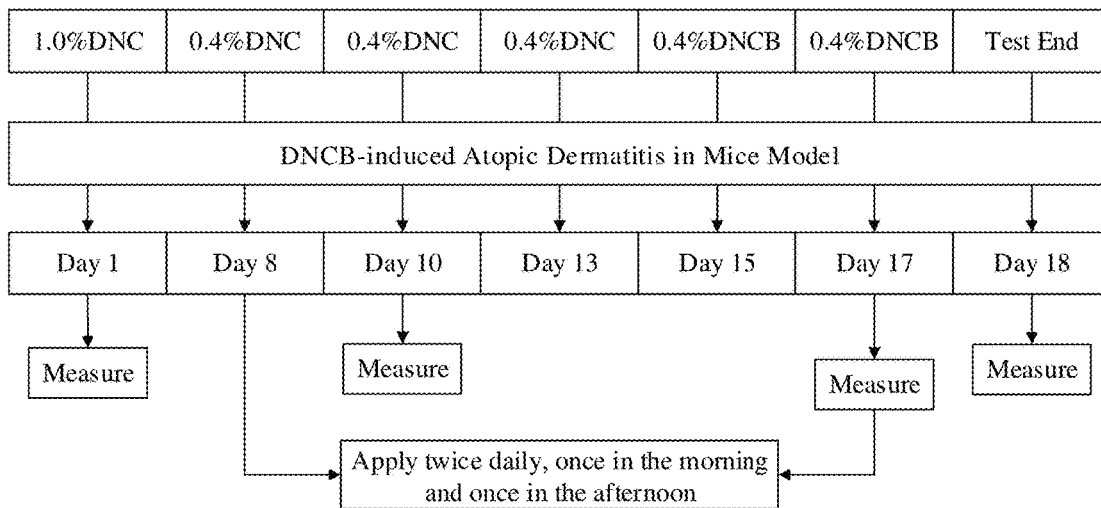 1.0%DNC 0.4%DNC 0.4%DNC 0.4%DNC 0.4%DNCB 0.4%DNCB Test End
DNCB-induced Atopic Dermatitis in Mice Model
Day 1 Day 8 Day 10 Day 13 Day 15 Day 17 Day 18
Measure Measure Measure Measure
Apply twice daily, once in the morning
and once in the afternoon